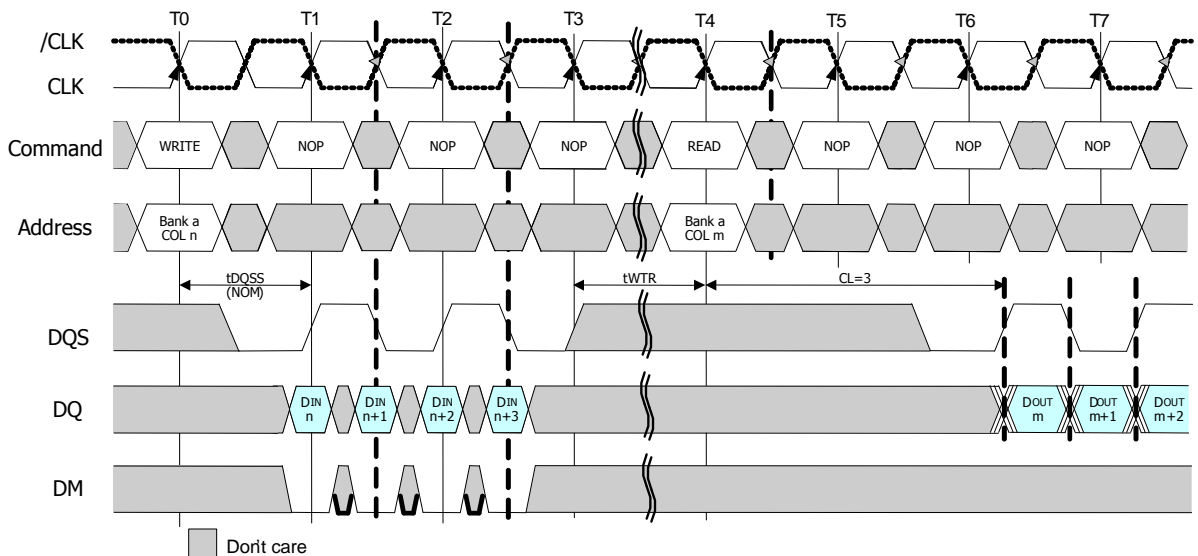 T0 T1 T2 T3 T4 T5 T6 T7
/CLK
CLK
Command WRITE NOP NOP NOP READ NOP NOP NOP
Address Bank a COL n Bank a COL m
tDQSS (NOM) tWTR CL=3
DQS
DQ DIN n DIN n+1 DIN n+2 DIN n+3 DOUT m DOUT m+1 DOUT m+2
DM
Don't care